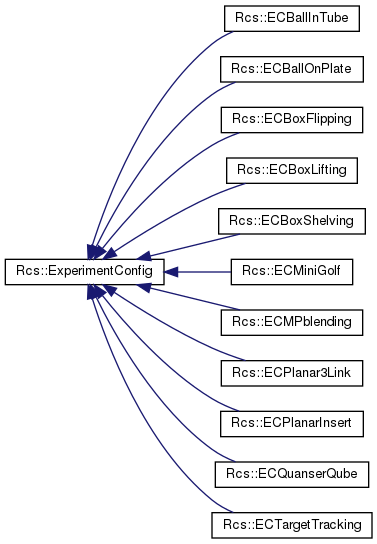 Rcs::ECBallInTube
Rcs::ECBallOnPlate
Rcs::ECBoxFlipping
Rcs::ECBoxLifting
Rcs::ECBoxShelving
Rcs::ExperimentConfig
Rcs::ECMiniGolf
Rcs::ECMPblending
Rcs::ECPlanar3Link
Rcs::ECPlanarInsert
Rcs::ECQuanserQube
Rcs::ECTargetTracking